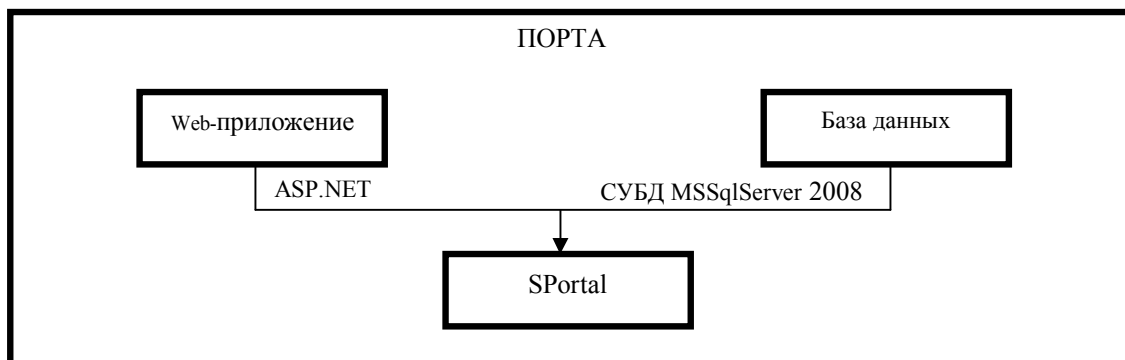 ПОРТА
Web-приложение
База данных
ASP.NET
СУБД MSSqlServer 2008
SPortal